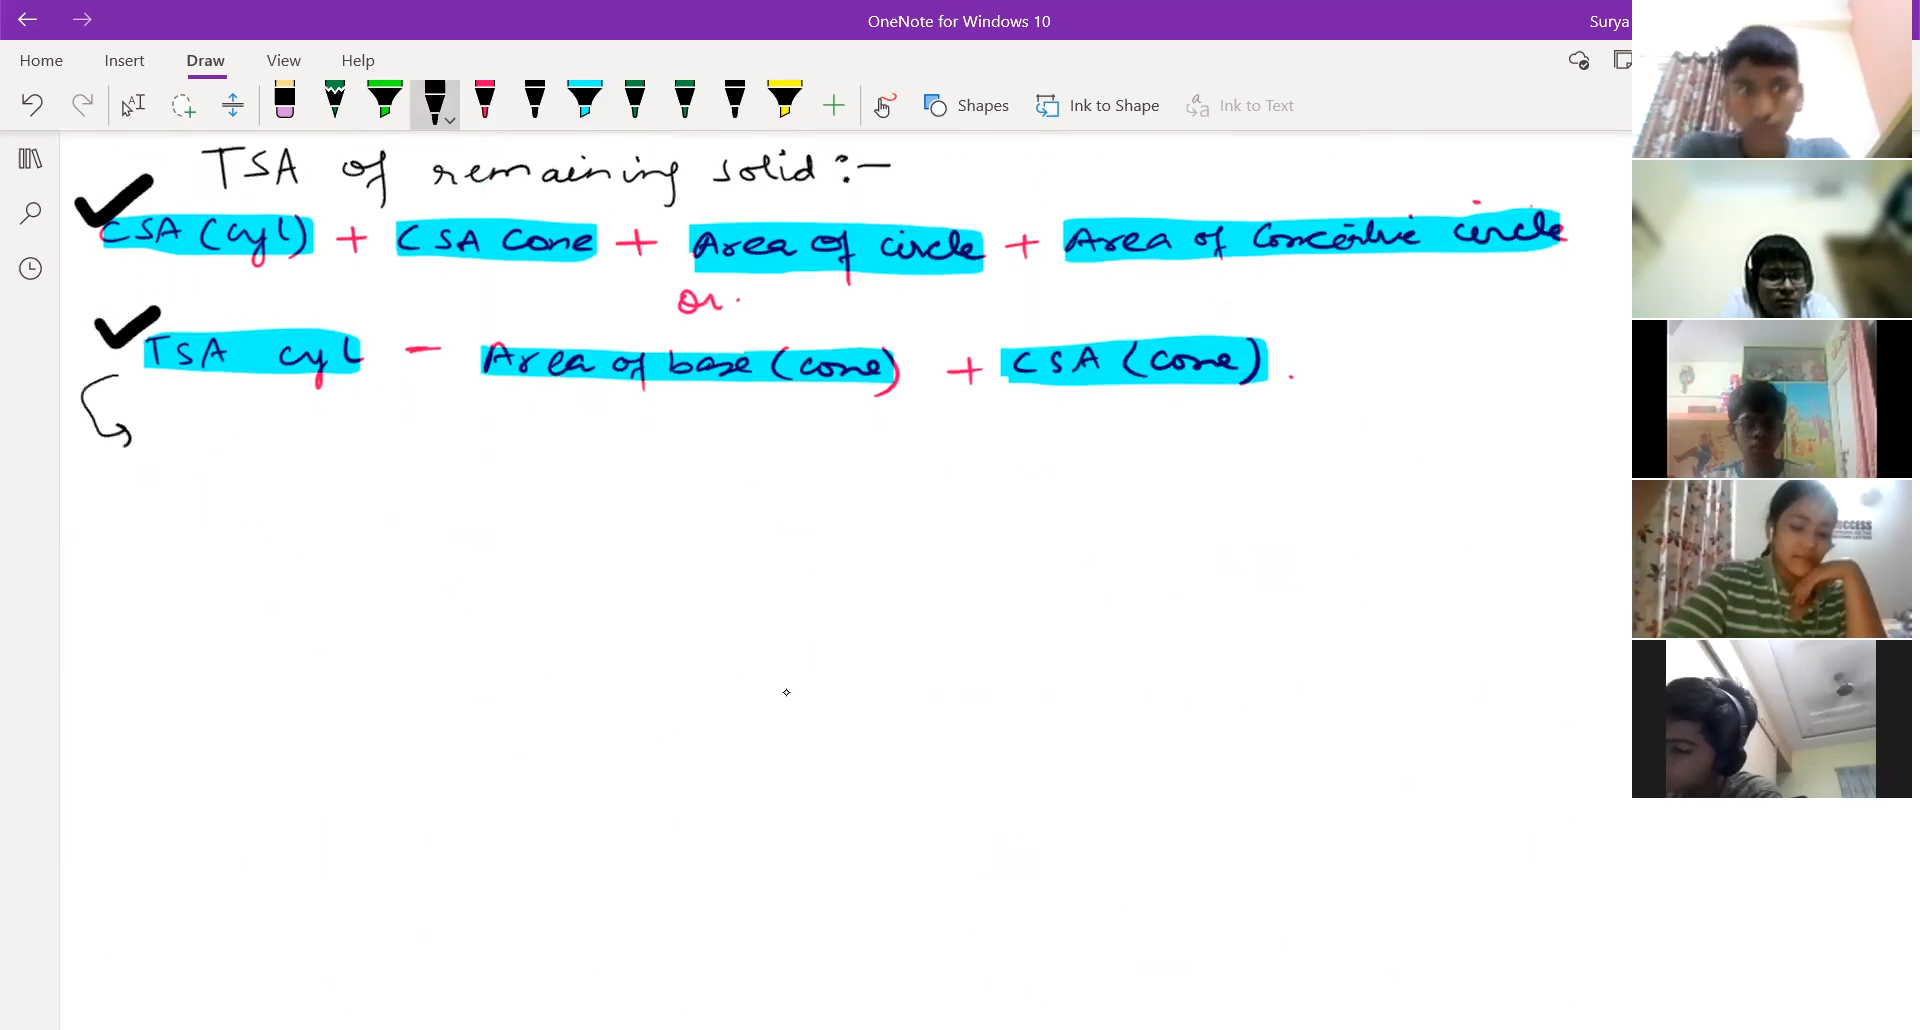 OneNote for Windows 10
Surya
Home Insert Draw View Help
Shapes Ink to Shape Ink to Text
TSA of remaining solid :-
CSA (cyl) + CSA Cone + Area of circle + Area of Concentric circle
or.
TSA cyl - Area of base (cone) + CSA (cone).
SUCCESS